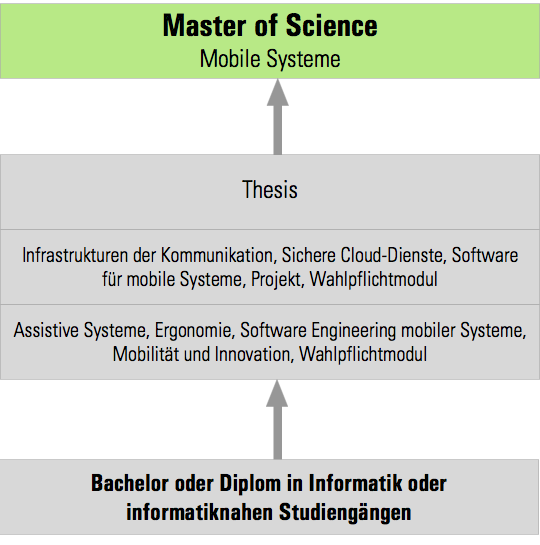 Master of Science
Mobile Systeme
Thesis
Infrastrukturen der Kommunikation, Sichere Cloud-Dienste, Software
für mobile Systeme, Projekt, Wahlpflichtmodul
Assistive Systeme, Ergonomie, Software Engineering mobiler Systeme,
Mobilität und Innovation, Wahlpflichtmodul
Bachelor oder Diplom in Informatik oder
informatiknahen Studiengängen